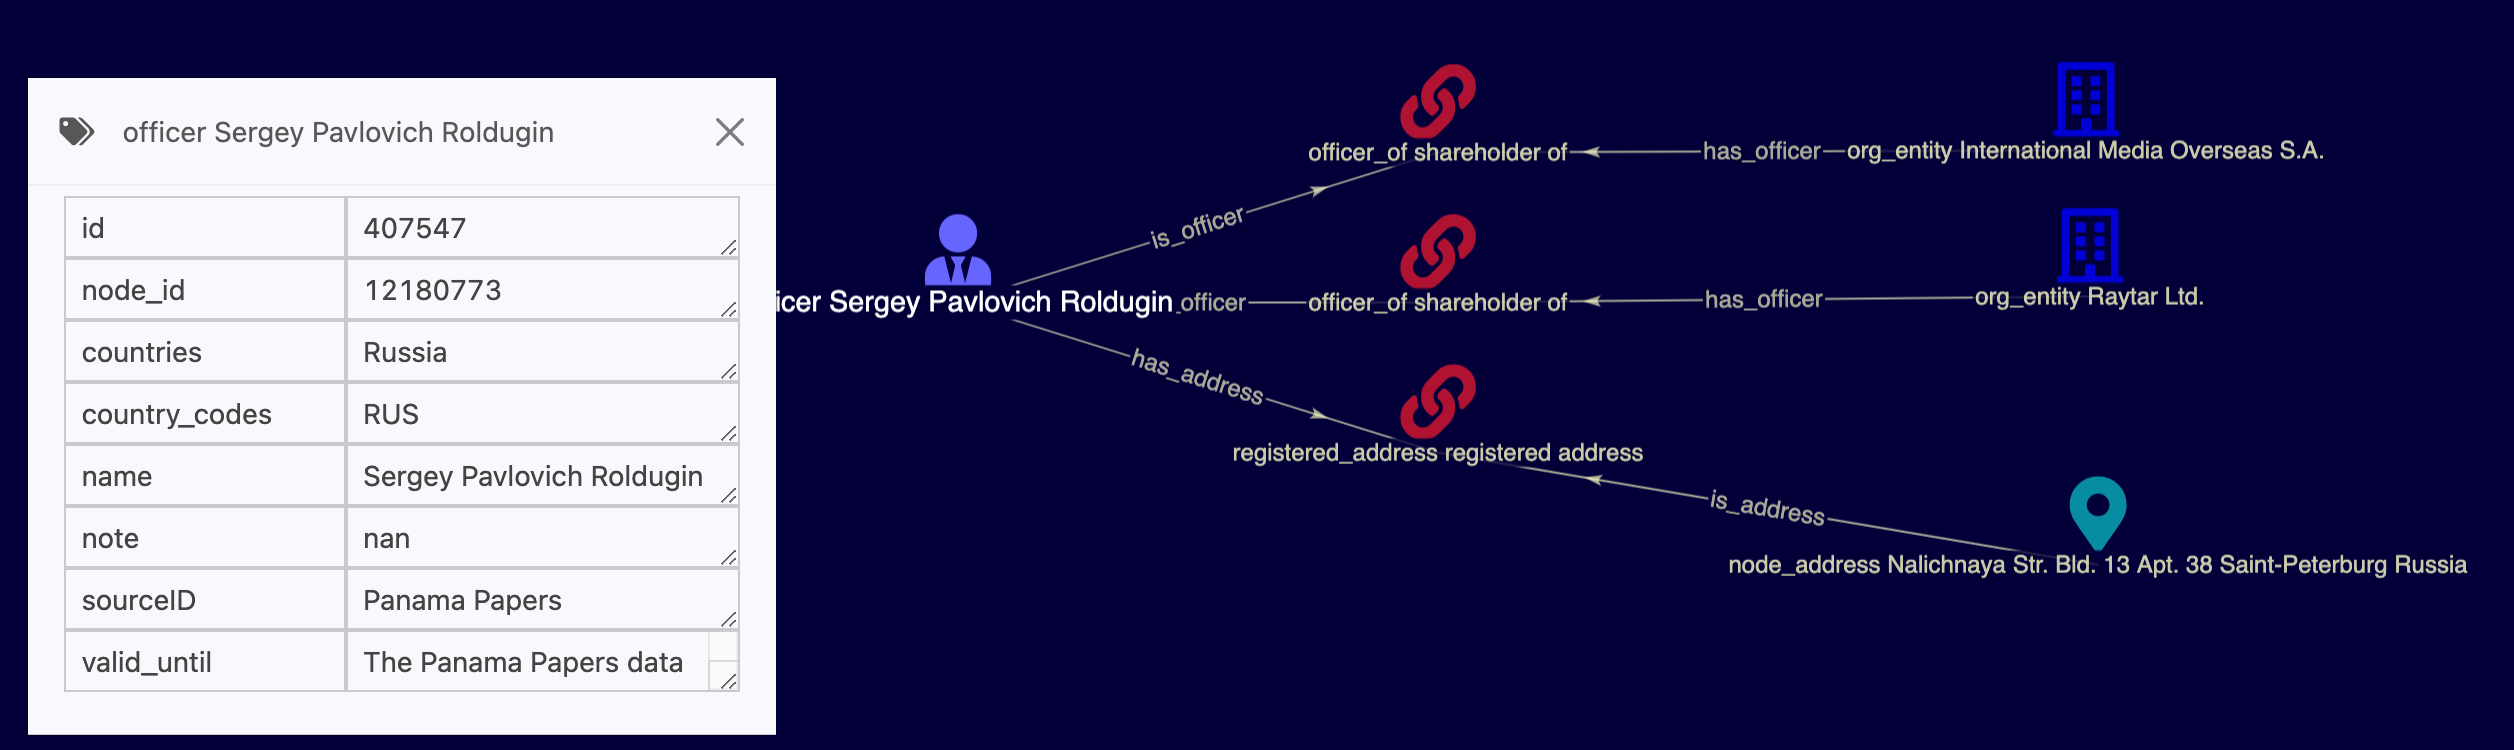 officer Sergey Pavlovich Roldugin
id 407547
node_id 12180773
countries Russia
country_codes RUS
name Sergey Pavlovich Roldugin
note nan
sourceID Panama Papers
valid_until The Panama Papers data
officer_of shareholder of has_officer org_entity International Media Overseas S.A.
is_officer
icer Sergey Pavlovich Roldugin _officer officer_of shareholder of has_officer org_entity Raytar Ltd.
has_address
registered_address registered address
is_address
node_address Nalichnaya Str. Bld. 13 Apt. 38 Saint-Peterburg Russia